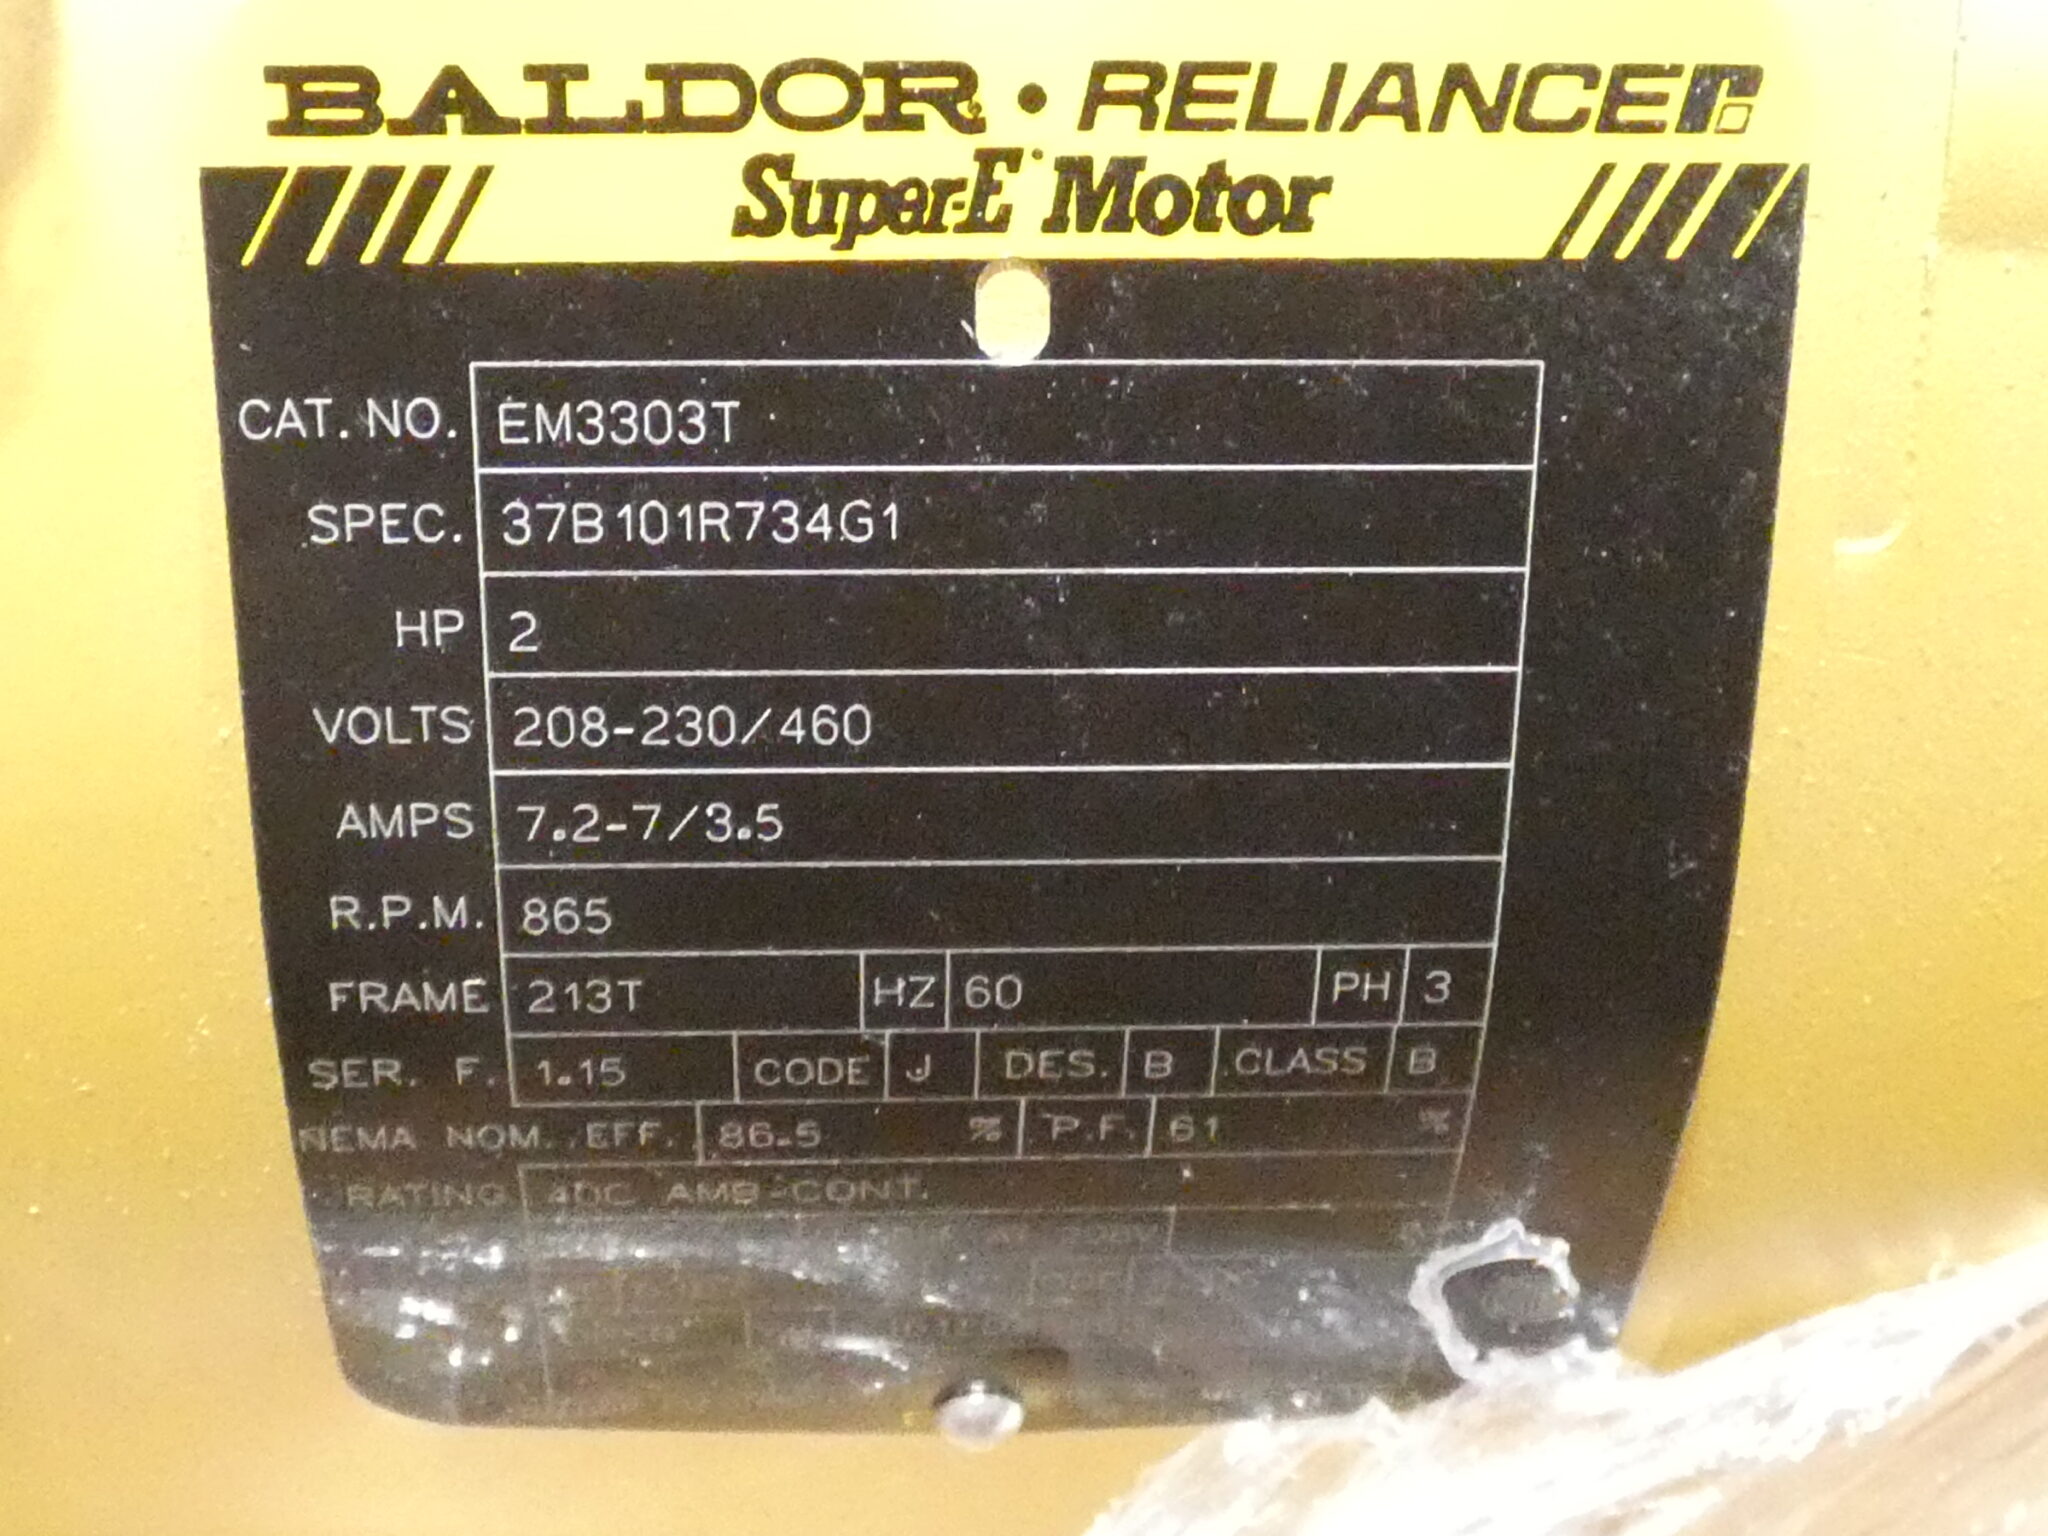 BALDOR • RELIANCE
Super-E Motor
CAT. NO. EM3303T
SPEC. 37B101R734G1
HP 2
VOLTS 208-230/460
AMPS 7.2-7/3.5
R.P.M. 865
FRAME 213T HZ 60 PH 3
SER. F. 1.15 CODE J DES. B CLASS B
NEMA NOM. EFF. 86.5 % P.F. 61 %
RATING 40C AMB-CONT.
AT 208V